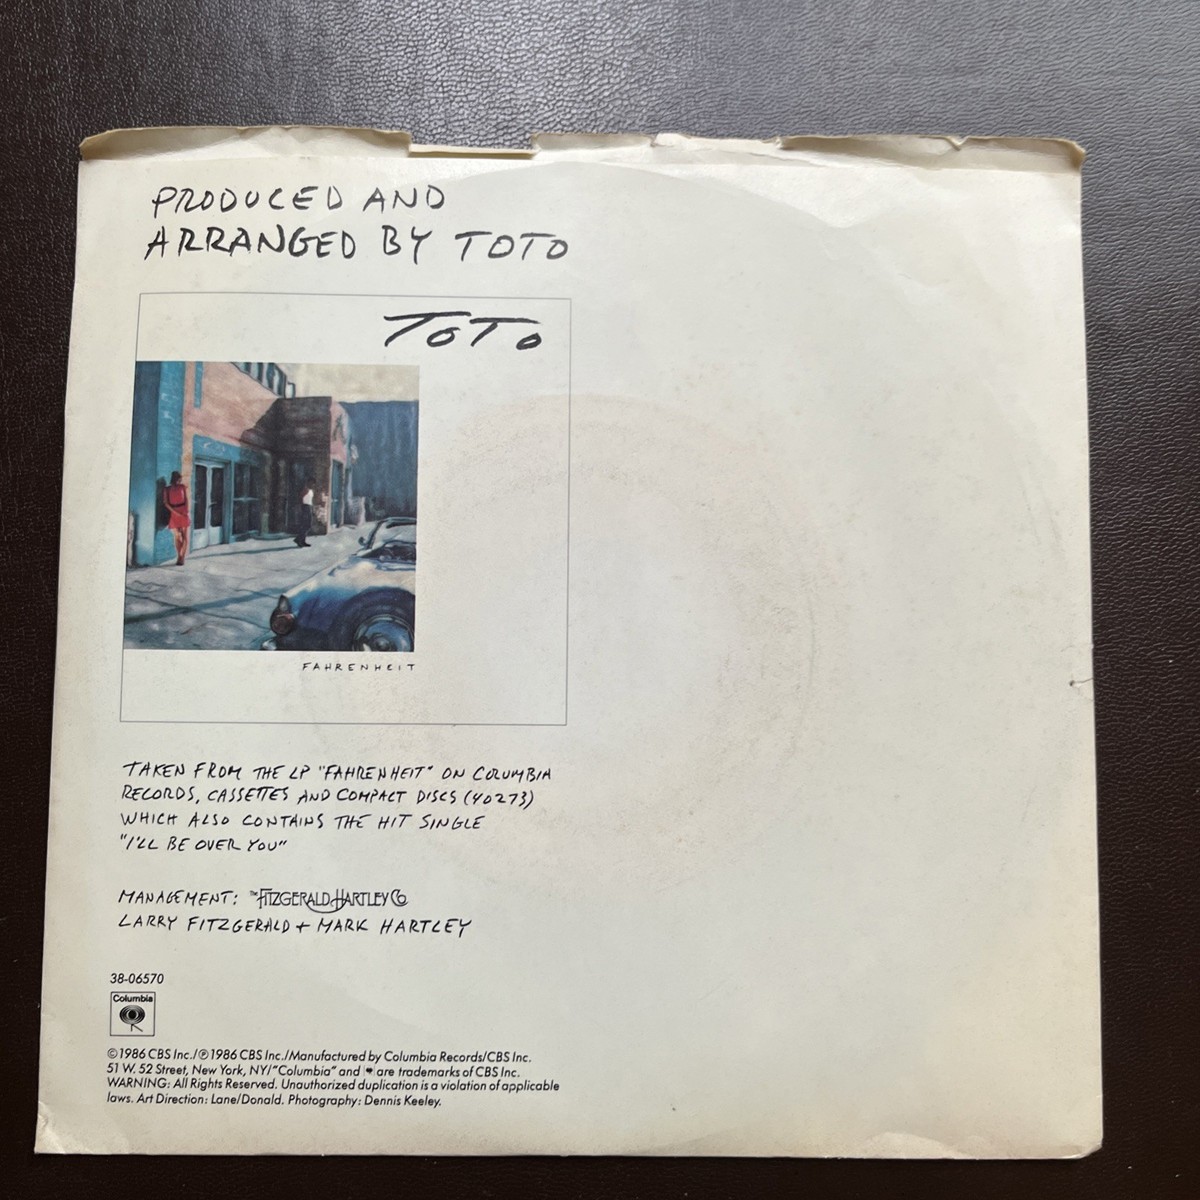 PRODUCED AND
ARRANGED BY TOTO
TOTO
FAHRENHEIT
TAKEN FROM THE LP "FAHRENHEIT" ON COLUMBIA
RECORDS, CASSETTES AND COMPACT DISCS (40273)
WHICH ALSO CONTAINS THE HIT SINGLE
"I'LL BE OVER YOU"
MANAGEMENT: THE FITZGERALD HARTLEY CO
LARRY FITZGERALD + MARK HARTLEY
38-06570
Columbia
© 1986 CBS Inc./℗ 1986 CBS Inc./Manufactured by Columbia Records/CBS Inc.
51 W. 52 Street, New York, NY/"Columbia" and are trademarks of CBS Inc.
WARNING: All Rights Reserved. Unauthorized duplication is a violation of applicable
laws. Art Direction: Lane/Donald. Photography: Dennis Keeley.